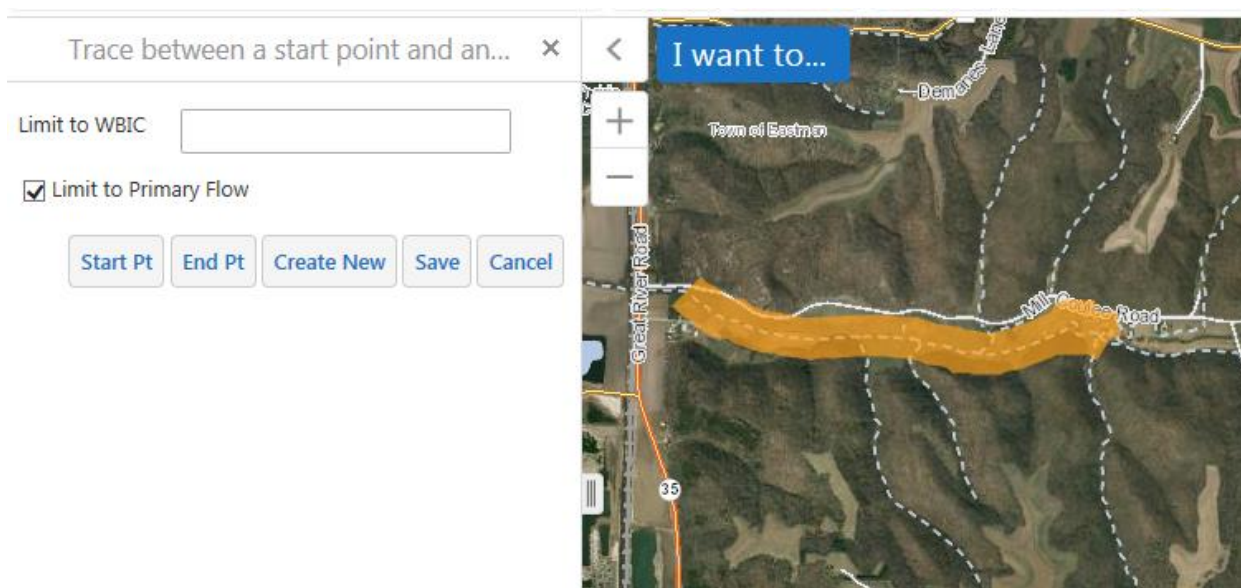 Trace between a start point and an...
I want to...
Limit to WBIC
Limit to Primary Flow
Start Pt End Pt Create New Save Cancel
Town of Eastman
Great River Road
Mill Coulee Road
35